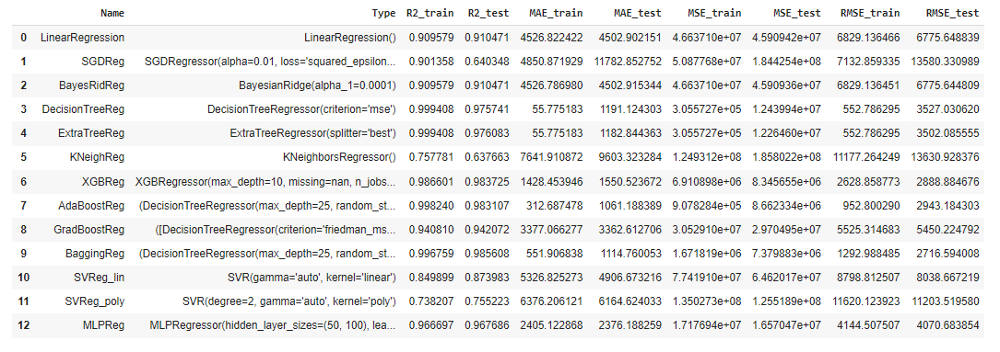 Name Type R2_train R2_test MAE_train MAE_test MSE_train MSE_test RMSE_train RMSE_test
0 LinearRegression LinearRegression() 0.909579 0.910471 4526.822422 4502.902151 4.663710e+07 4.590942e+07 6829.136466 6775.648839
1 SGDReg SGDRegressor(alpha=0.01, loss='squared_epsilon... 0.901358 0.640348 4850.871929 11782.852752 5.087768e+07 1.844254e+08 7132.859335 13580.330989
2 BayesRidReg BayesianRidge(alpha_1=0.0001) 0.909579 0.910471 4526.786980 4502.915344 4.663710e+07 4.590936e+07 6829.136451 6775.644809
3 DecisionTreeReg DecisionTreeRegressor(criterion='mse') 0.999408 0.975741 55.775183 1191.124303 3.055727e+05 1.243994e+07 552.786295 3527.030620
4 ExtraTreeReg ExtraTreeRegressor(splitter='best') 0.999408 0.976083 55.775183 1182.844363 3.055727e+05 1.226460e+07 552.786295 3502.085555
5 KNeighReg KNeighborsRegressor() 0.757781 0.637663 7641.910872 9603.323284 1.249312e+08 1.858022e+08 11177.264249 13630.928376
6 XGBReg XGBRegressor(max_depth=10, missing=nan, n_jobs... 0.986601 0.983725 1428.453946 1550.523672 6.910898e+06 8.345655e+06 2628.858773 2888.884676
7 AdaBoostReg (DecisionTreeRegressor(max_depth=25, random_st... 0.998240 0.983107 312.687478 1061.188389 9.078284e+05 8.662334e+06 952.800290 2943.184303
8 GradBoostReg ([DecisionTreeRegressor(criterion='friedman_ms... 0.940810 0.942072 3377.066277 3362.612706 3.052910e+07 2.970495e+07 5525.314683 5450.224792
9 BaggingReg (DecisionTreeRegressor(max_depth=25, random_st... 0.996759 0.985608 551.906838 1114.760053 1.671819e+06 7.379883e+06 1292.988485 2716.594008
10 SVReg_lin SVR(gamma='auto', kernel='linear') 0.849899 0.873983 5326.825273 4906.673216 7.741910e+07 6.462017e+07 8798.812507 8038.667219
11 SVReg_poly SVR(degree=2, gamma='auto', kernel='poly') 0.738207 0.755223 6376.206121 6164.624033 1.350273e+08 1.255189e+08 11620.123923 11203.519580
12 MLPReg MLPRegressor(hidden_layer_sizes=(50, 100), lea... 0.966697 0.967686 2405.122868 2376.188259 1.717694e+07 1.657047e+07 4144.507507 4070.683854